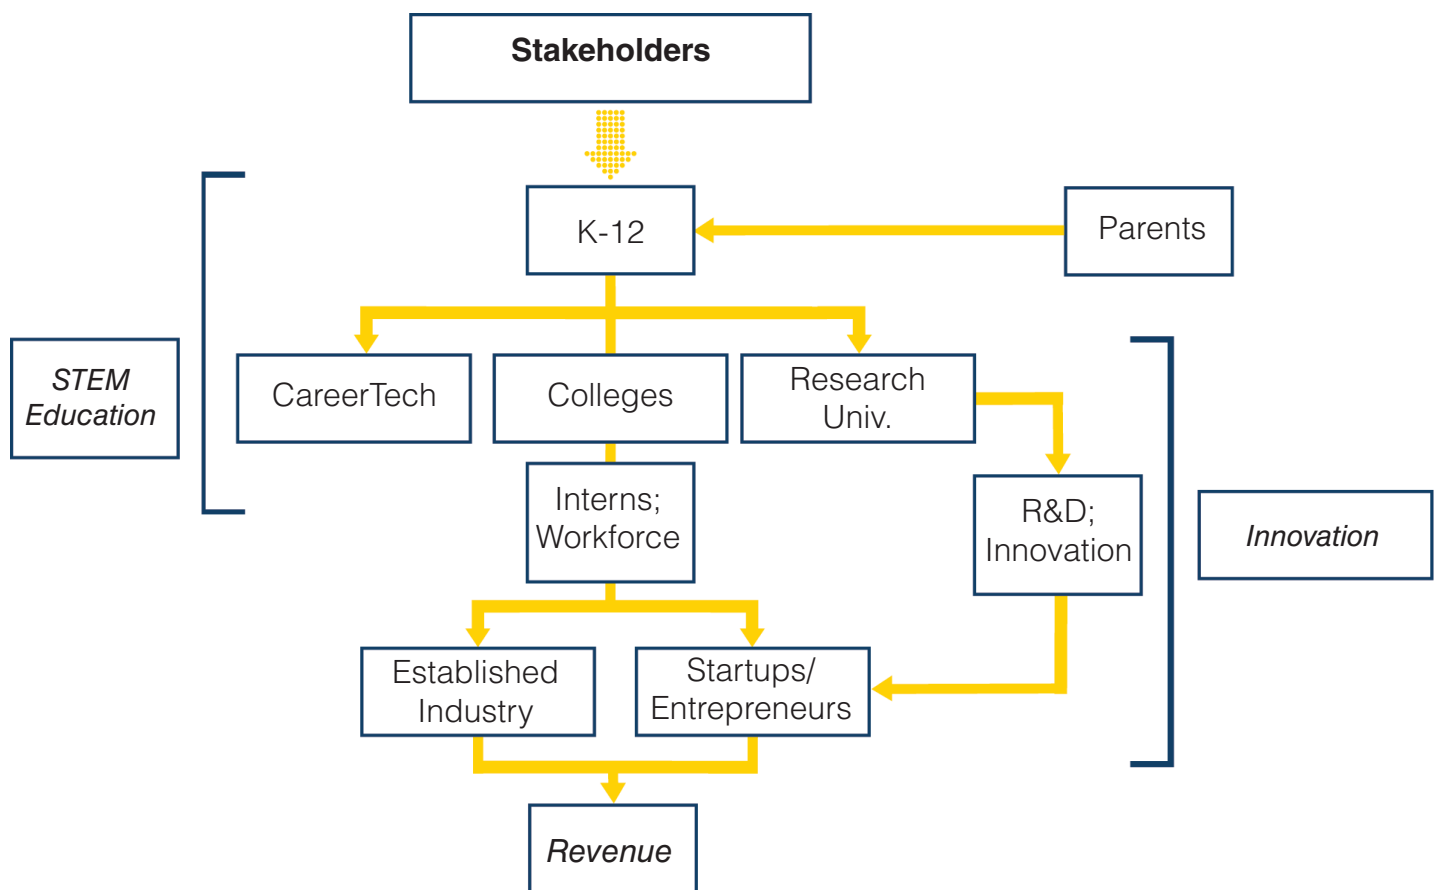 Stakeholders
K-12
Parents
STEM
Education
CareerTech
Colleges
Research
Univ.
Interns;
Workforce
R&D;
Innovation
Innovation
Established
Industry
Startups/
Entrepreneurs
Revenue